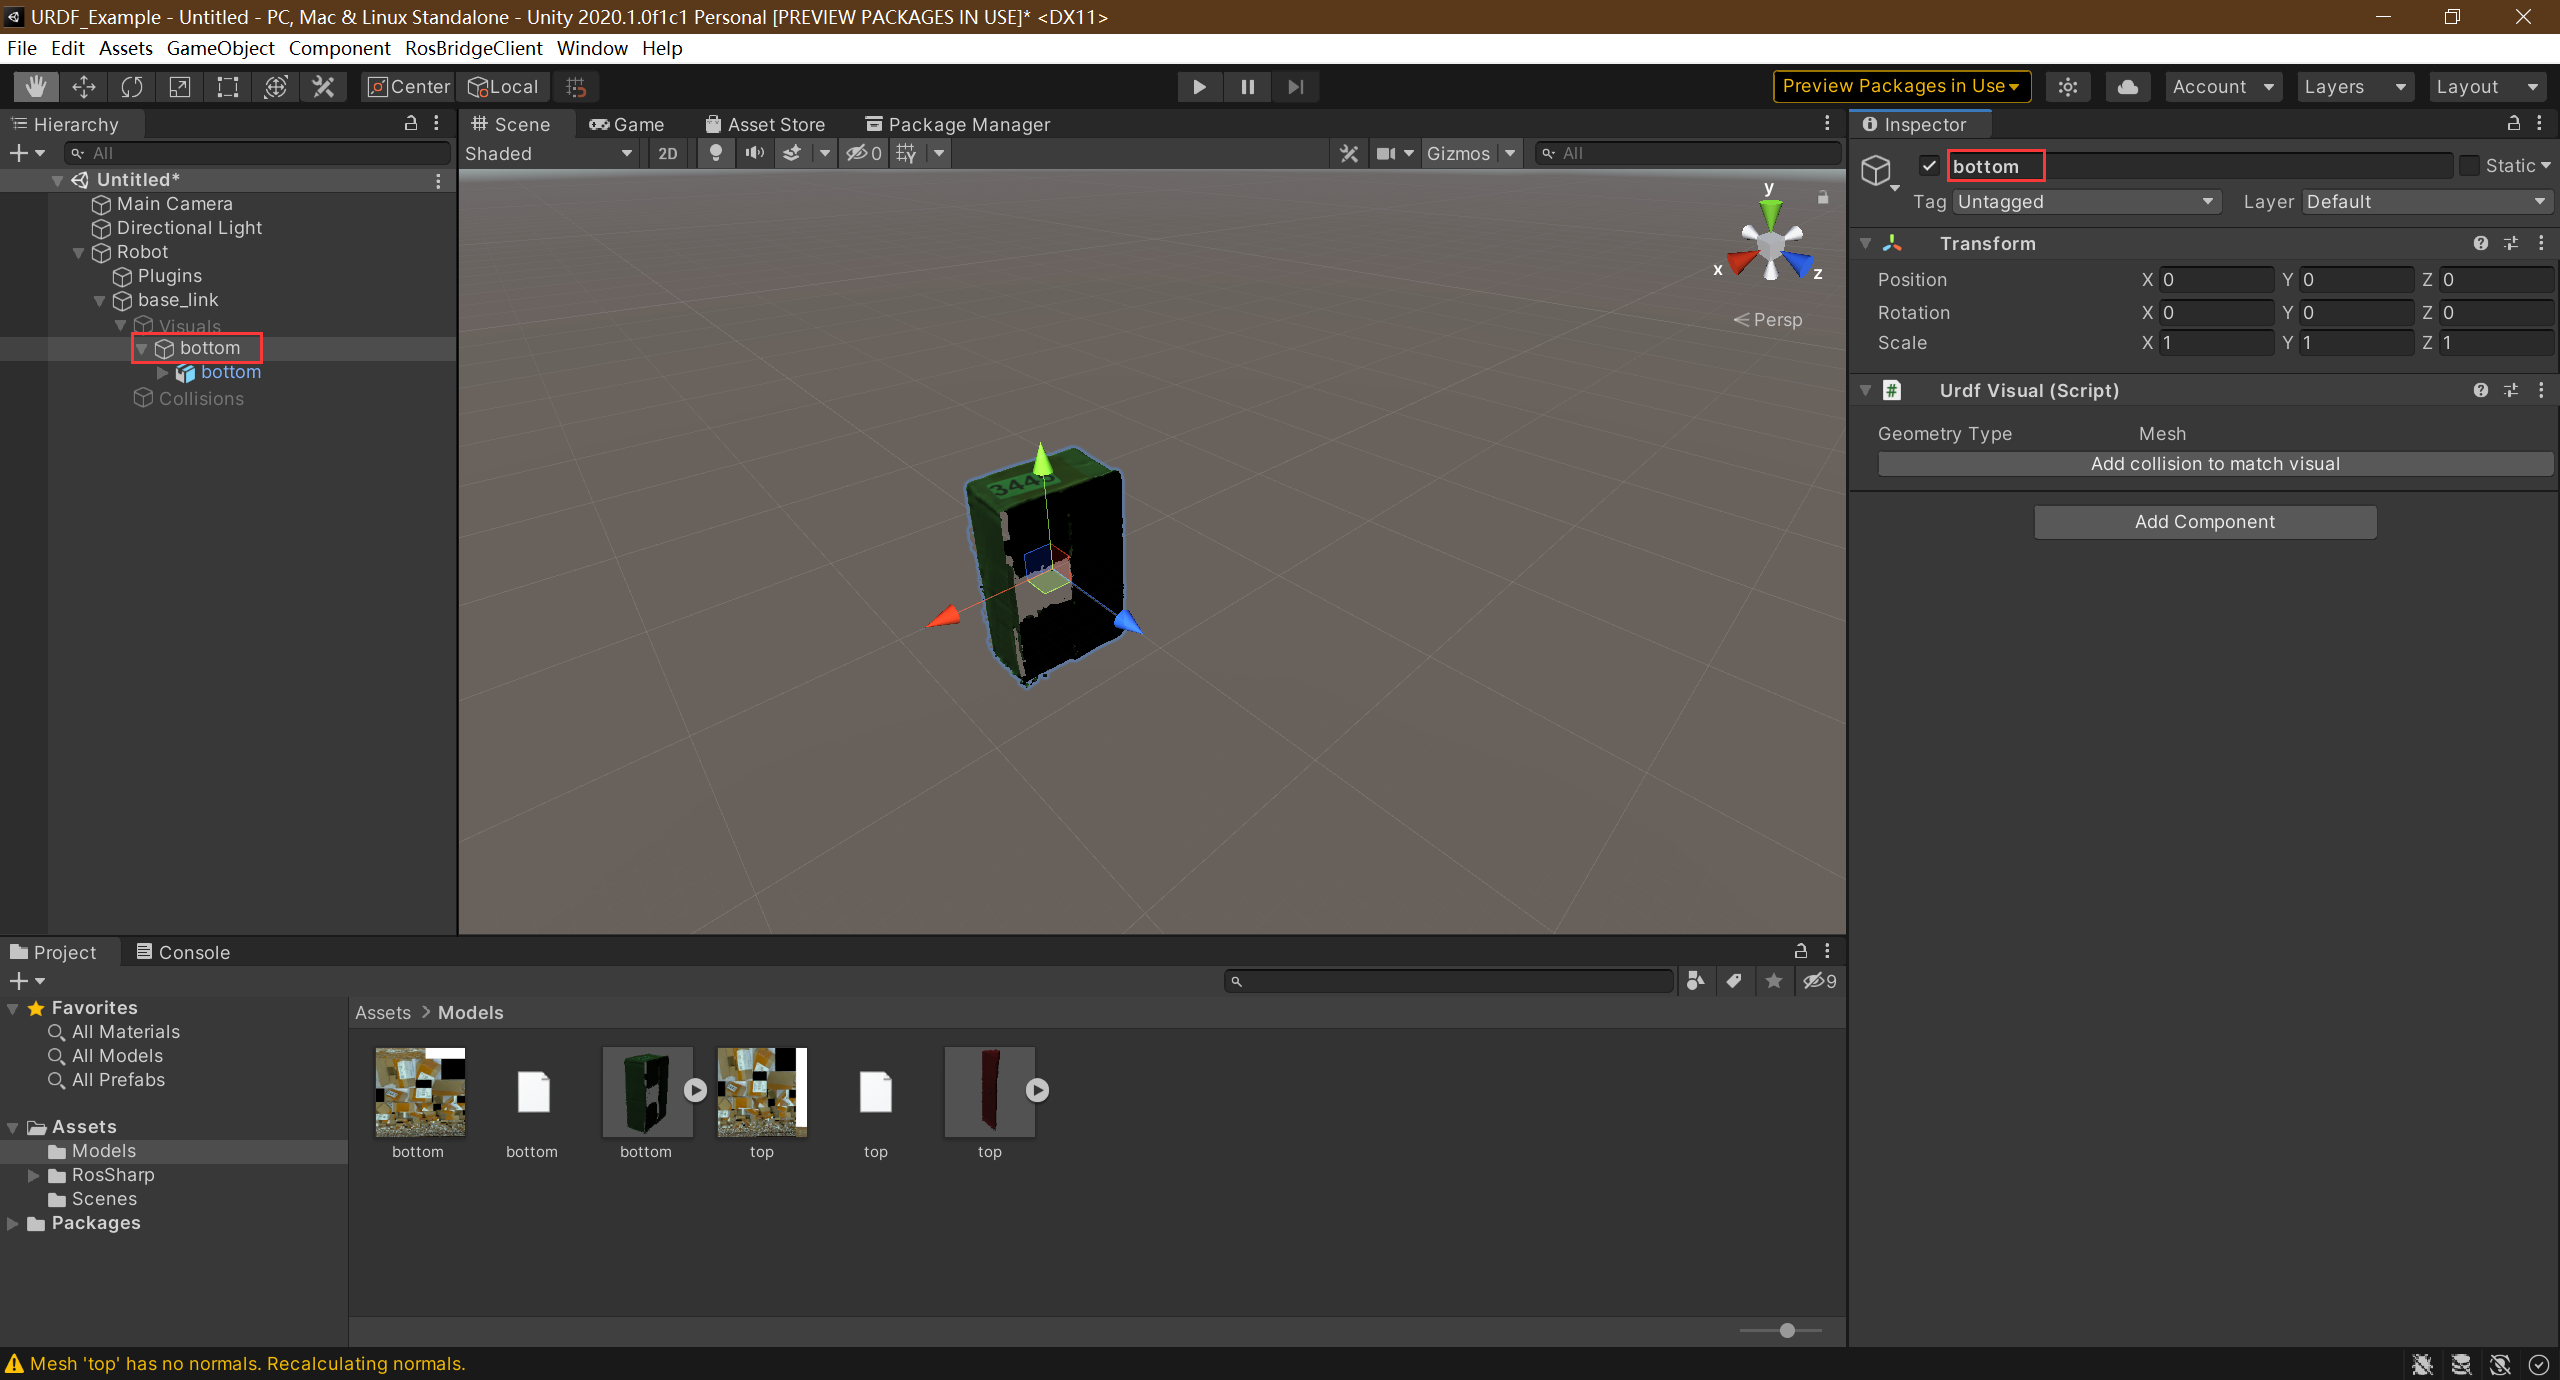 URDF_Example - Untitled - PC, Mac & Linux Standalone - Unity 2020.1.0f1c1 Personal [PREVIEW PACKAGES IN USE]* <DX11>
File Edit Assets GameObject Component RosBridgeClient Window Help
Center Local Preview Packages in Use Account Layers Layout
Hierarchy
All
Untitled*
Main Camera
Directional Light
Robot
Plugins
base_link
Visuals
bottom
bottom
Collisions
Scene Game Asset Store Package Manager
Shaded 2D 0 Gizmos All
y
x
z
Persp
Inspector
bottom Static
Tag Untagged Layer Default
Transform
Position X 0 Y 0 Z 0
Rotation X 0 Y 0 Z 0
Scale X 1 Y 1 Z 1
# Urdf Visual (Script)
Geometry Type Mesh
Add collision to match visual
Add Component
Project Console
9
Favorites
All Materials
All Models
All Prefabs
Assets
Models
RosSharp
Scenes
Packages
Assets > Models
bottom bottom bottom top top top
Mesh 'top' has no normals. Recalculating normals.